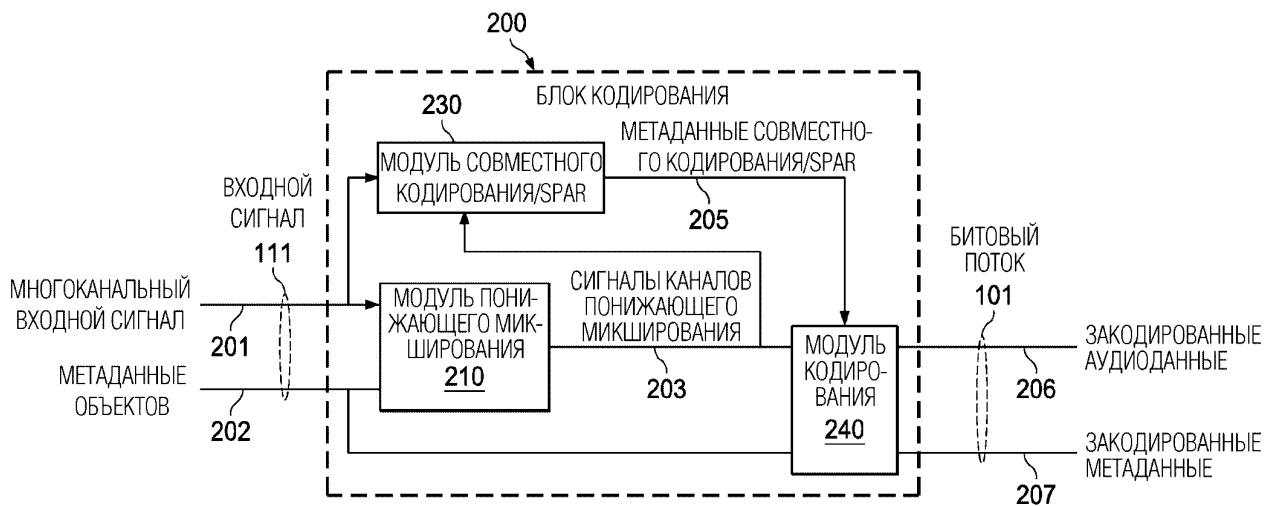 200
БЛОК КОДИРОВАНИЯ
230
МОДУЛЬ СОВМЕСТНОГО
КОДИРОВАНИЯ/SPAR
МЕТАДАННЫЕ СОВМЕСТНО-
ГО КОДИРОВАНИЯ/SPAR
205
ВХОДНОЙ
СИГНАЛ
111
МНОГОКАНАЛЬНЫЙ
ВХОДНОЙ СИГНАЛ
201
МЕТАДАННЫЕ
ОБЪЕКТОВ
202
МОДУЛЬ ПОНИ-
ЖАЮЩЕГО МИК-
ШИРОВАНИЯ
210
СИГНАЛЫ КАНАЛОВ
ПОНИЖАЮЩЕГО
МИКШИРОВАНИЯ
203
МОДУЛЬ
КОДИРО-
ВАНИЯ
240
БИТОВЫЙ
ПОТОК
101
ЗАКОДИРОВАННЫЕ
АУДИОДАННЫЕ
206
ЗАКОДИРОВАННЫЕ
МЕТАДАННЫЕ
207